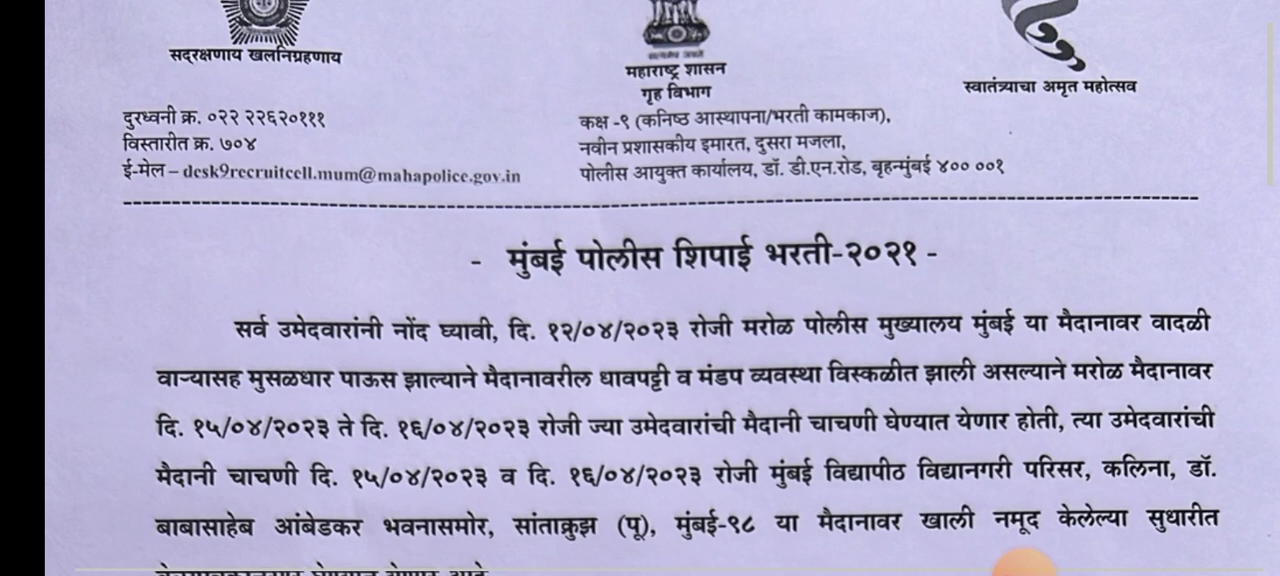 सद्रक्षणाय खलनिग्रहणाय
महाराष्ट्र शासन
गृह विभाग
स्वातंत्र्याचा अमृत महोत्सव
दुरध्वनी क्र. ०२२ २२६२०१११
विस्तारीत क्र. ७०४
ई-मेल – desk9recruitcell.mum@mahapolice.gov.in
कक्ष -९ (कनिष्ठ आस्थापना/भरती कामकाज),
नवीन प्रशासकीय इमारत, दुसरा मजला,
पोलीस आयुक्त कार्यालय, डॉ. डी.एन.रोड, बृहन्मुंबई ४०० ००१
- मुंबई पोलीस शिपाई भरती-२०२१ -
सर्व उमेदवारांनी नोंद घ्यावी, दि. १२/०४/२०२३ रोजी मरोळ पोलीस मुख्यालय मुंबई या मैदानावर वादळी
वाऱ्यासह मुसळधार पाऊस झाल्याने मैदानावरील धावपट्टी व मंडप व्यवस्था विस्कळीत झाली असल्याने मरोळ मैदानावर
दि. १५/०४/२०२३ ते दि. १६/०४/२०२३ रोजी ज्या उमेदवारांची मैदानी चाचणी घेण्यात येणार होती, त्या उमेदवारांची
मैदानी चाचणी दि. १५/०४/२०२३ व दि. १६/०४/२०२३ रोजी मुंबई विद्यापीठ विद्यानगरी परिसर, कलिना, डॉ.
बाबासाहेब आंबेडकर भवनासमोर, सांताक्रुझ (पू), मुंबई-९८ या मैदानावर खाली नमूद केलेल्या सुधारीत